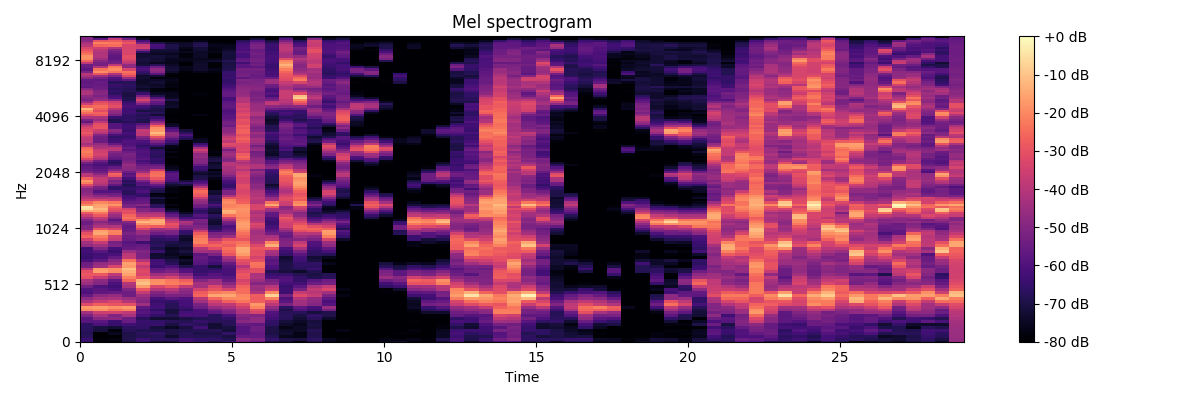 Mel spectrogram
Hz
8192
4096
2048
1024
512
0
0 5 10 15 20 25
Time
+0 dB
-10 dB
-20 dB
-30 dB
-40 dB
-50 dB
-60 dB
-70 dB
-80 dB